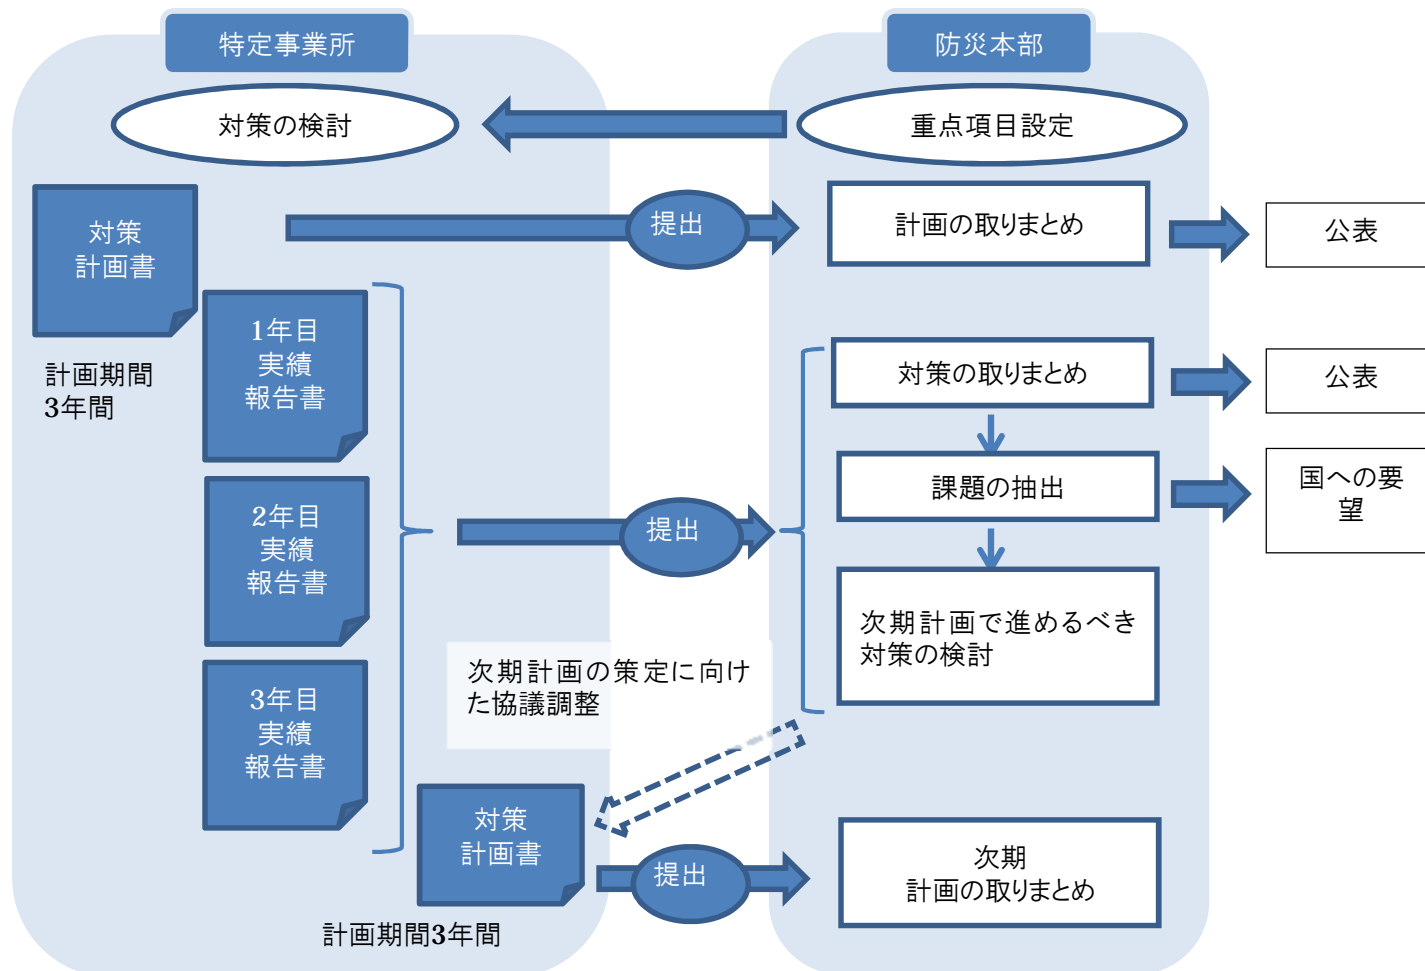 特定事業所
防災本部
対策の検討
重点項目設定
対策
計画書
提出
計画の取りまとめ
公表
計画期間
3年間
1年目
実績
報告書
対策の取りまとめ
公表
課題の抽出
国への要
望
2年目
実績
報告書
提出
次期計画で進めるべき
対策の検討
次期計画の策定に向け
た協議調整
3年目
実績
報告書
対策
計画書
提出
次期
計画の取りまとめ
計画期間3年間